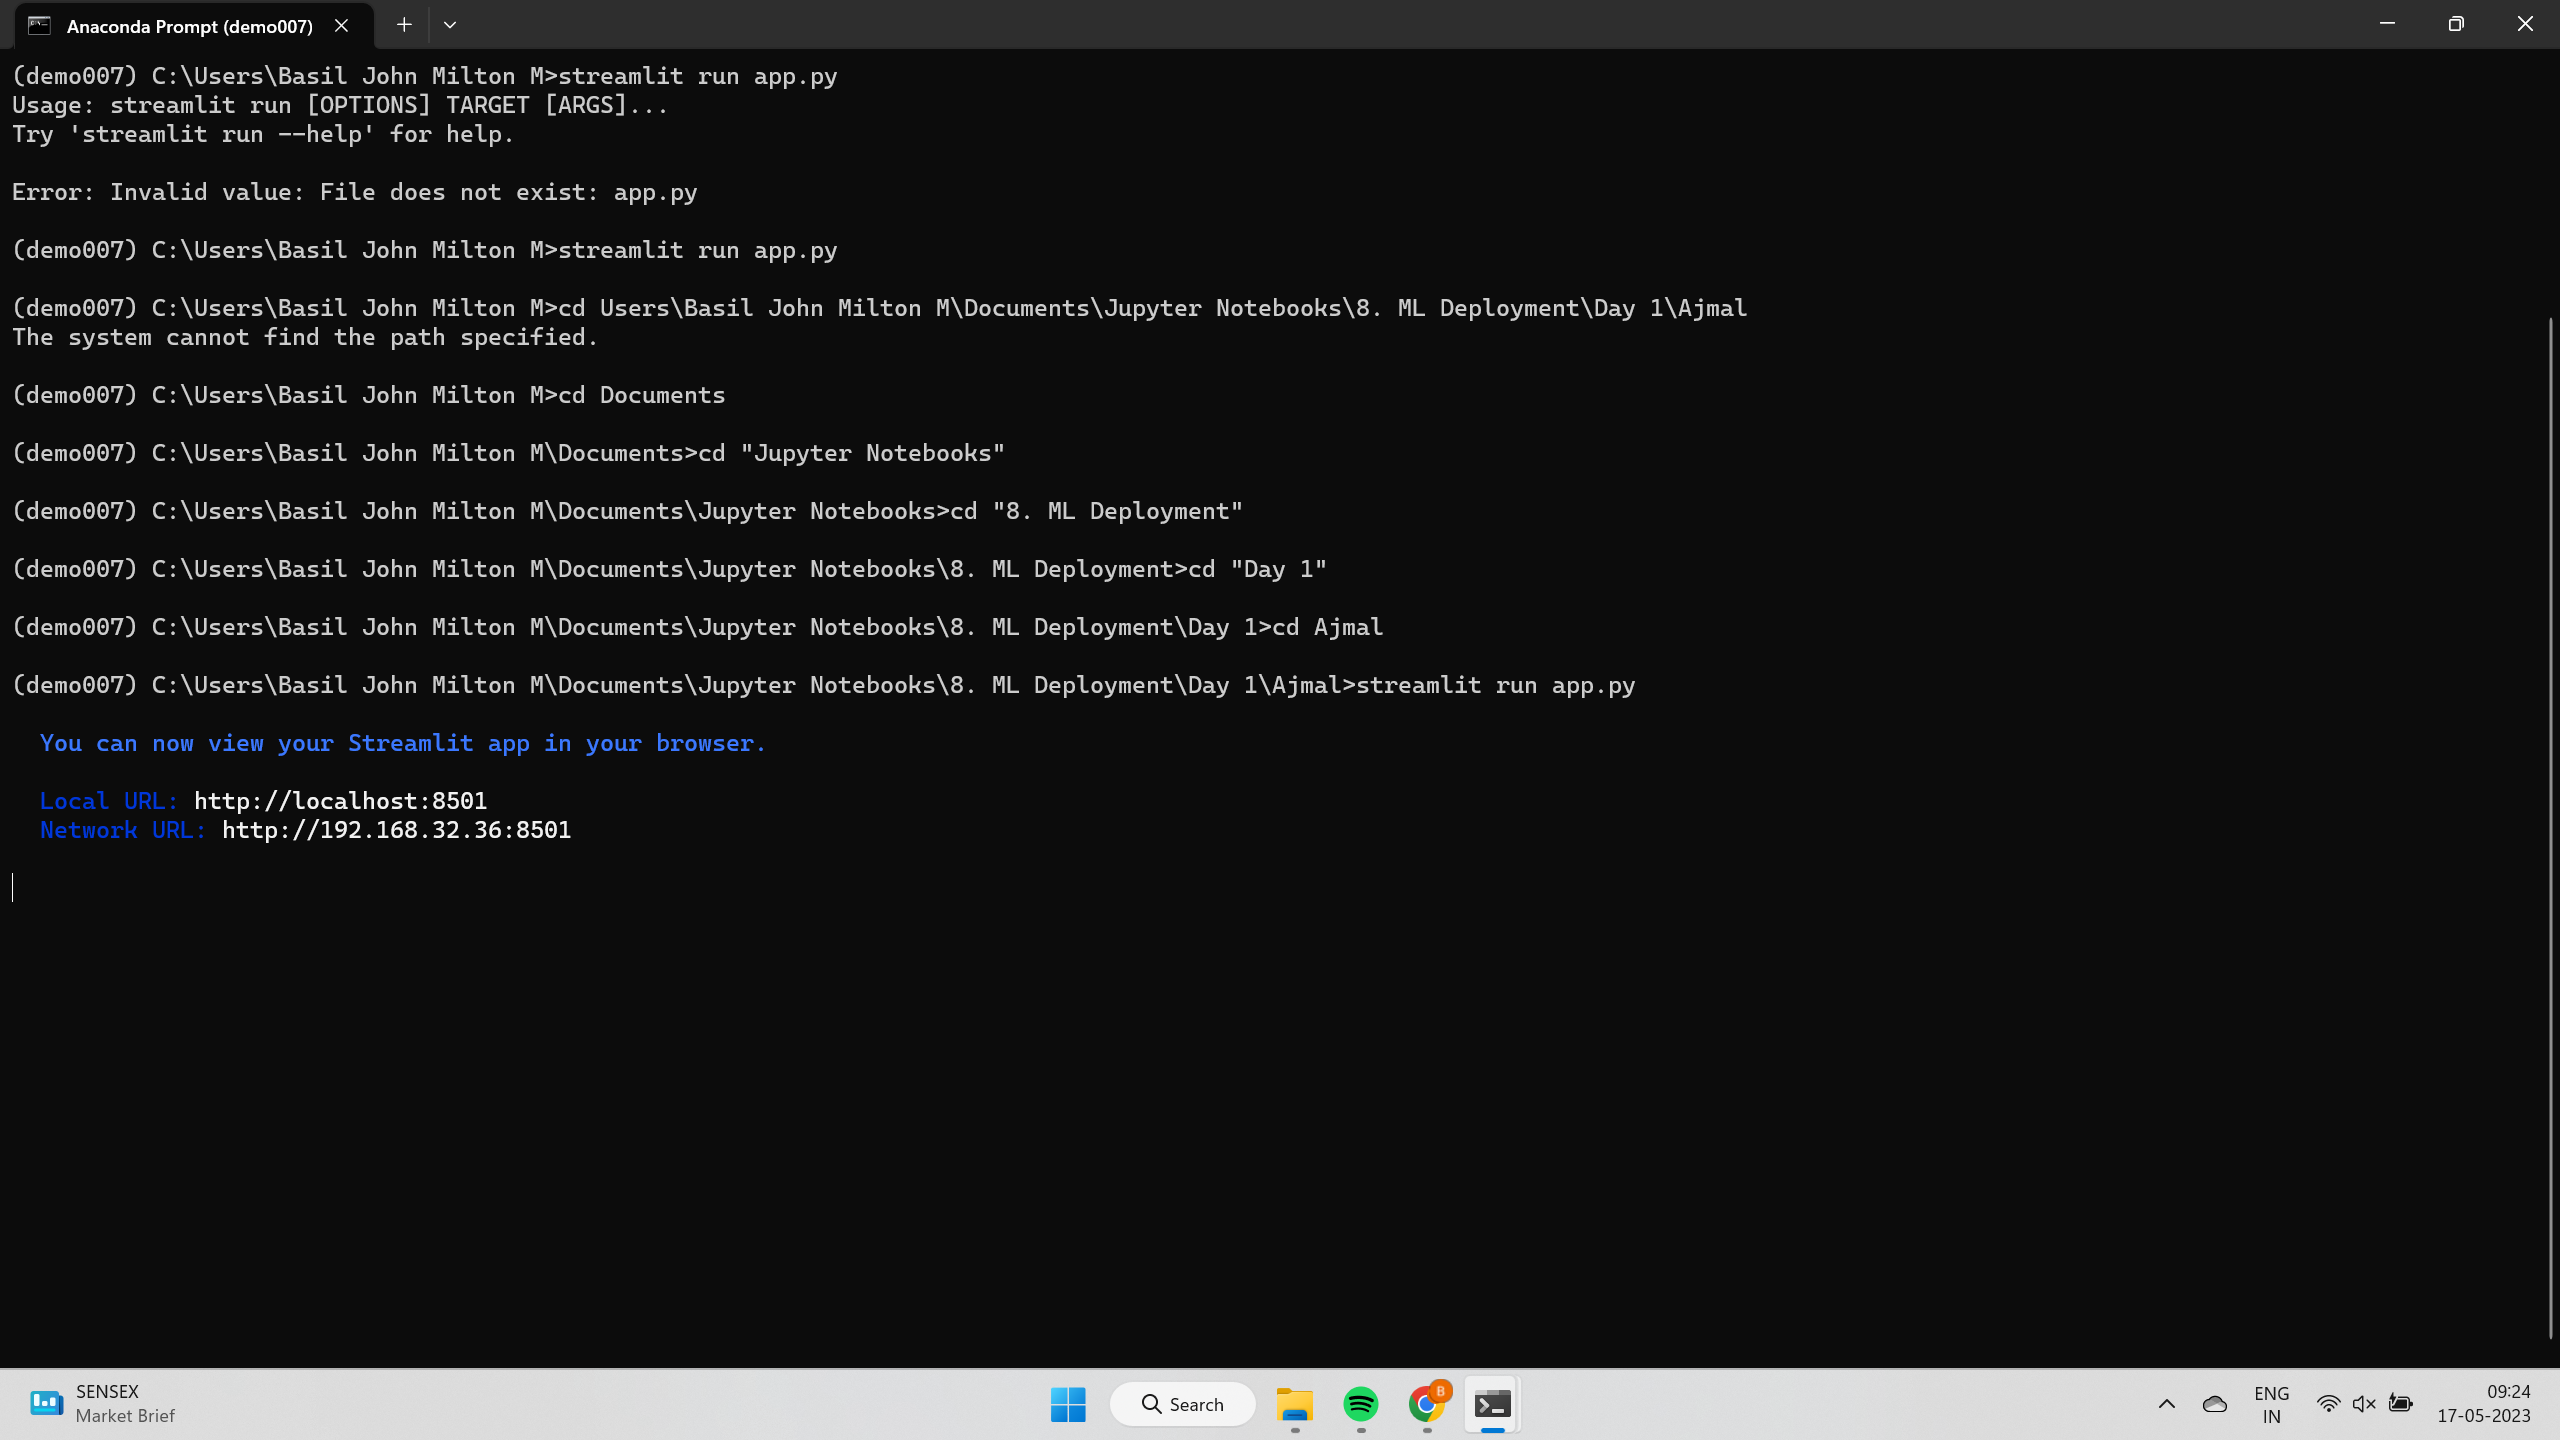 Anaconda Prompt (demo007)
(demo007) C:\Users\Basil John Milton M>streamlit run app.py
Usage: streamlit run [OPTIONS] TARGET [ARGS]...
Try 'streamlit run --help' for help.
Error: Invalid value: File does not exist: app.py
(demo007) C:\Users\Basil John Milton M>streamlit run app.py
(demo007) C:\Users\Basil John Milton M>cd Users\Basil John Milton M\Documents\Jupyter Notebooks\8. ML Deployment\Day 1\Ajmal
The system cannot find the path specified.
(demo007) C:\Users\Basil John Milton M>cd Documents
(demo007) C:\Users\Basil John Milton M\Documents>cd "Jupyter Notebooks"
(demo007) C:\Users\Basil John Milton M\Documents\Jupyter Notebooks>cd "8. ML Deployment"
(demo007) C:\Users\Basil John Milton M\Documents\Jupyter Notebooks\8. ML Deployment>cd "Day 1"
(demo007) C:\Users\Basil John Milton M\Documents\Jupyter Notebooks\8. ML Deployment\Day 1>cd Ajmal
(demo007) C:\Users\Basil John Milton M\Documents\Jupyter Notebooks\8. ML Deployment\Day 1\Ajmal>streamlit run app.py
You can now view your Streamlit app in your browser.
Local URL: http://localhost:8501
Network URL: http://192.168.32.36:8501
SENSEX
Market Brief
Search
B
ENG
IN
09:24
17-05-2023